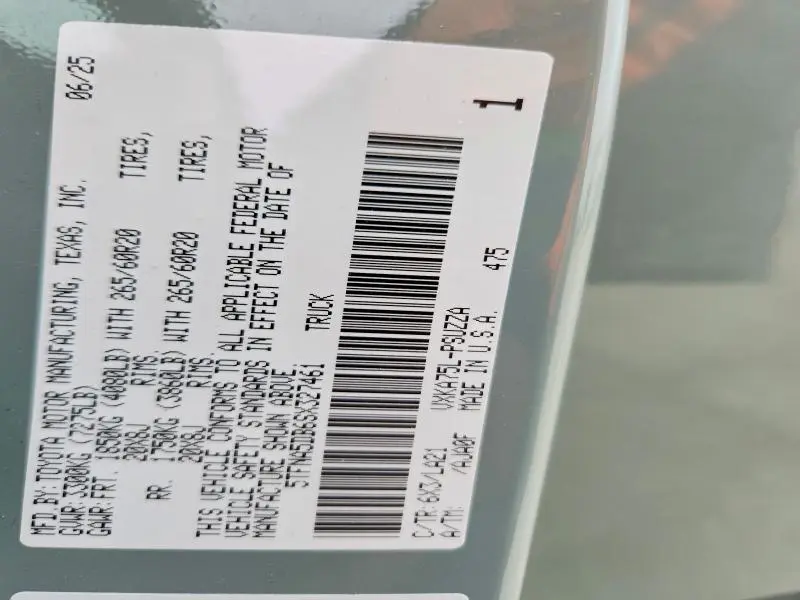 MFD. BY: TOYOTA MOTOR MANUFACTURING, TEXAS, INC. 06/25
GVWR: 3300KG (7275LB)
GAWR: FRT. 1850KG (4080LB) WITH 265/60R20 TIRES,
20X8J RIMS.
RR. 1750KG (3860LB) WITH 265/60R20 TIRES,
20X8J RIMS.
THIS VEHICLE CONFORMS TO ALL APPLICABLE FEDERAL MOTOR
VEHICLE SAFETY STANDARDS IN EFFECT ON THE DATE OF
MANUFACTURE SHOWN ABOVE.
5TFNA5DB6SX327461 TRUCK
C/TR: 6X3/LA21 VXKA75L-PSUZZA
A/TM: /AJA0F MADE IN U.S.A. 475
1